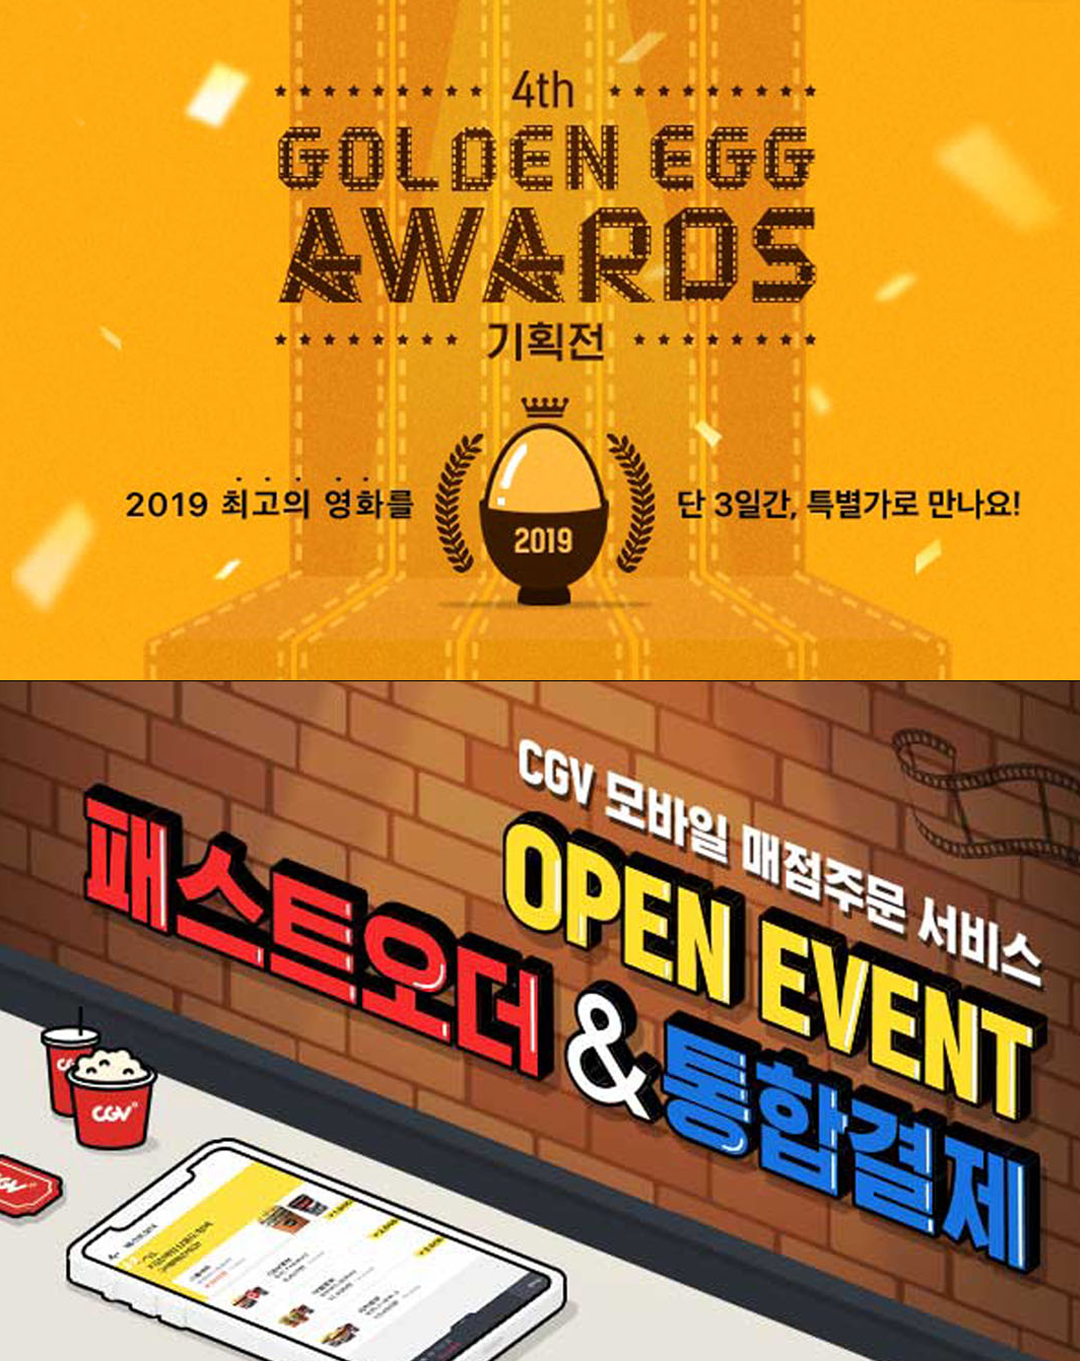 4th
GOLDEN EGG
AWARDS
기획전
2019 최고의 영화를
단 3일간, 특별가로 만나요!
2019
CGV 모바일 매점주문 서비스
OPEN EVENT
패스트오더
&통합결제
CGV